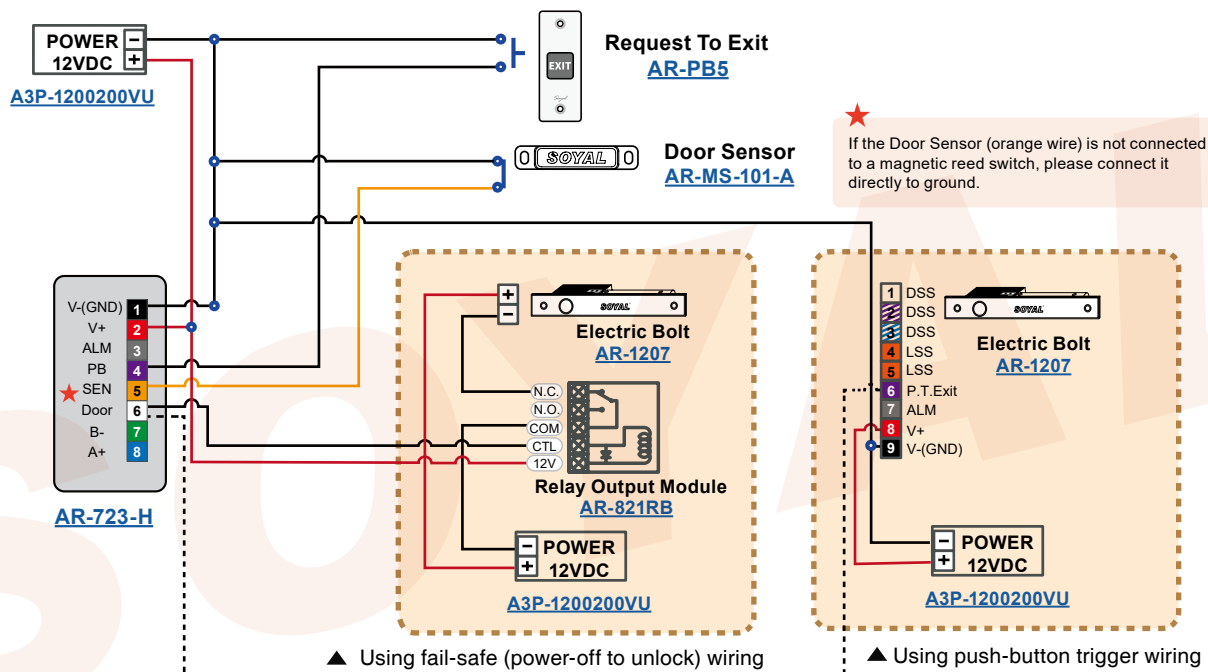 POWER −
12VDC +
A3P-1200200VU
EXIT
Request To Exit
AR-PB5
SOYAL
Door Sensor
AR-MS-101-A
If the Door Sensor (orange wire) is not connected
to a magnetic reed switch, please connect it
directly to ground.
V-(GND) 1
V+ 2
ALM 3
PB 4
SEN 5
Door 6
B- 7
A+ 8
AR-723-H
+
−
SOYAL
Electric Bolt
AR-1207
N.C.
N.O.
COM
CTL
12V
Relay Output Module
AR-821RB
− POWER
+ 12VDC
A3P-1200200VU
▲ Using fail-safe (power-off to unlock) wiring
1 DSS
2 DSS
3 DSS
4 LSS
5 LSS
6 P.T.Exit
7 ALM
8 V+
9 V-(GND)
SOYAL
Electric Bolt
AR-1207
− POWER
+ 12VDC
A3P-1200200VU
▲ Using push-button trigger wiring
SOYAL